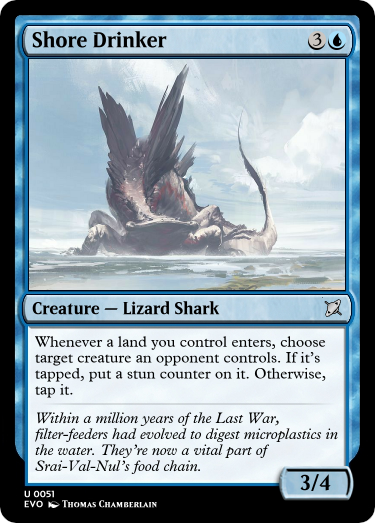 Shore Drinker
3
Creature — Lizard Shark
Whenever a land you control enters, choose
target creature an opponent controls. If it's
tapped, put a stun counter on it. Otherwise,
tap it.
Within a million years of the Last War,
filter-feeders had evolved to digest microplastics in
the water. They're now a vital part of
Srai-Val-Nul's food chain.
3/4
U 0051
EVO Thomas Chamberlain